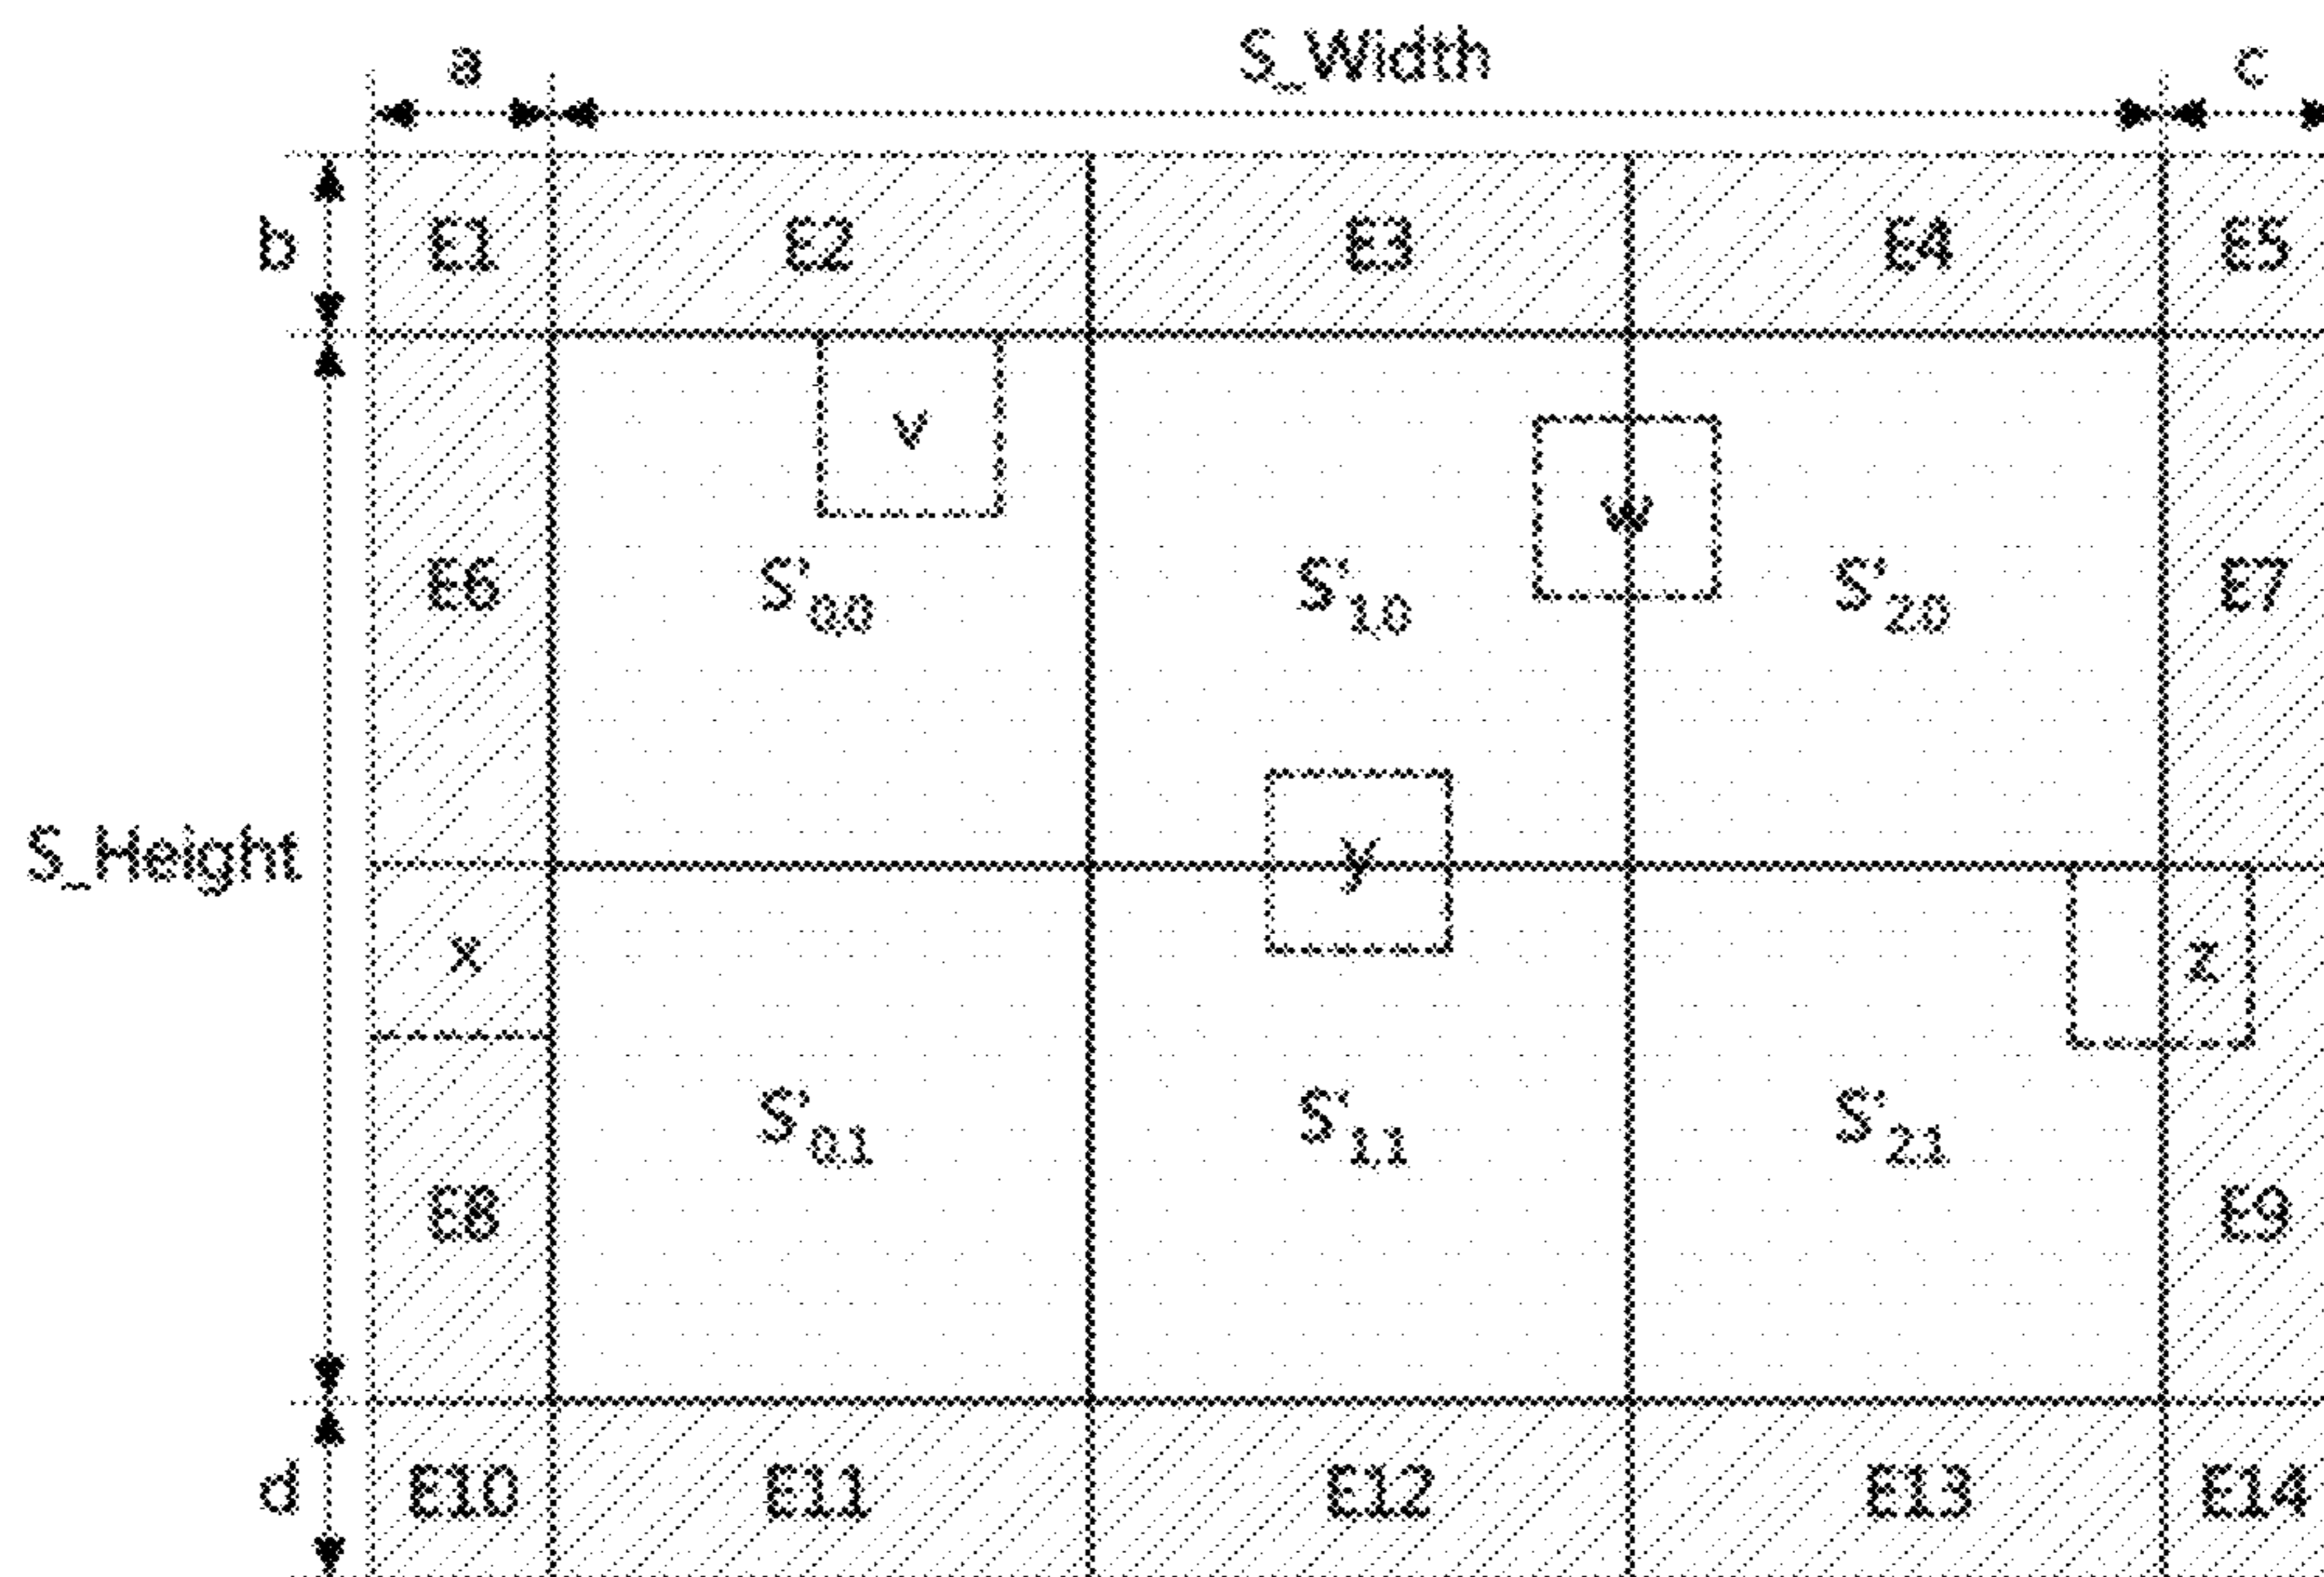 a S_Width c
b E1 E2 E3 E4 E5
v
w
E6 S'0,0 S'1,0 S'2,0 E7
S_Height y
x z
S'0,1 S'1,1 S'2,1
E8 E9
d E10 E11 E12 E13 E14